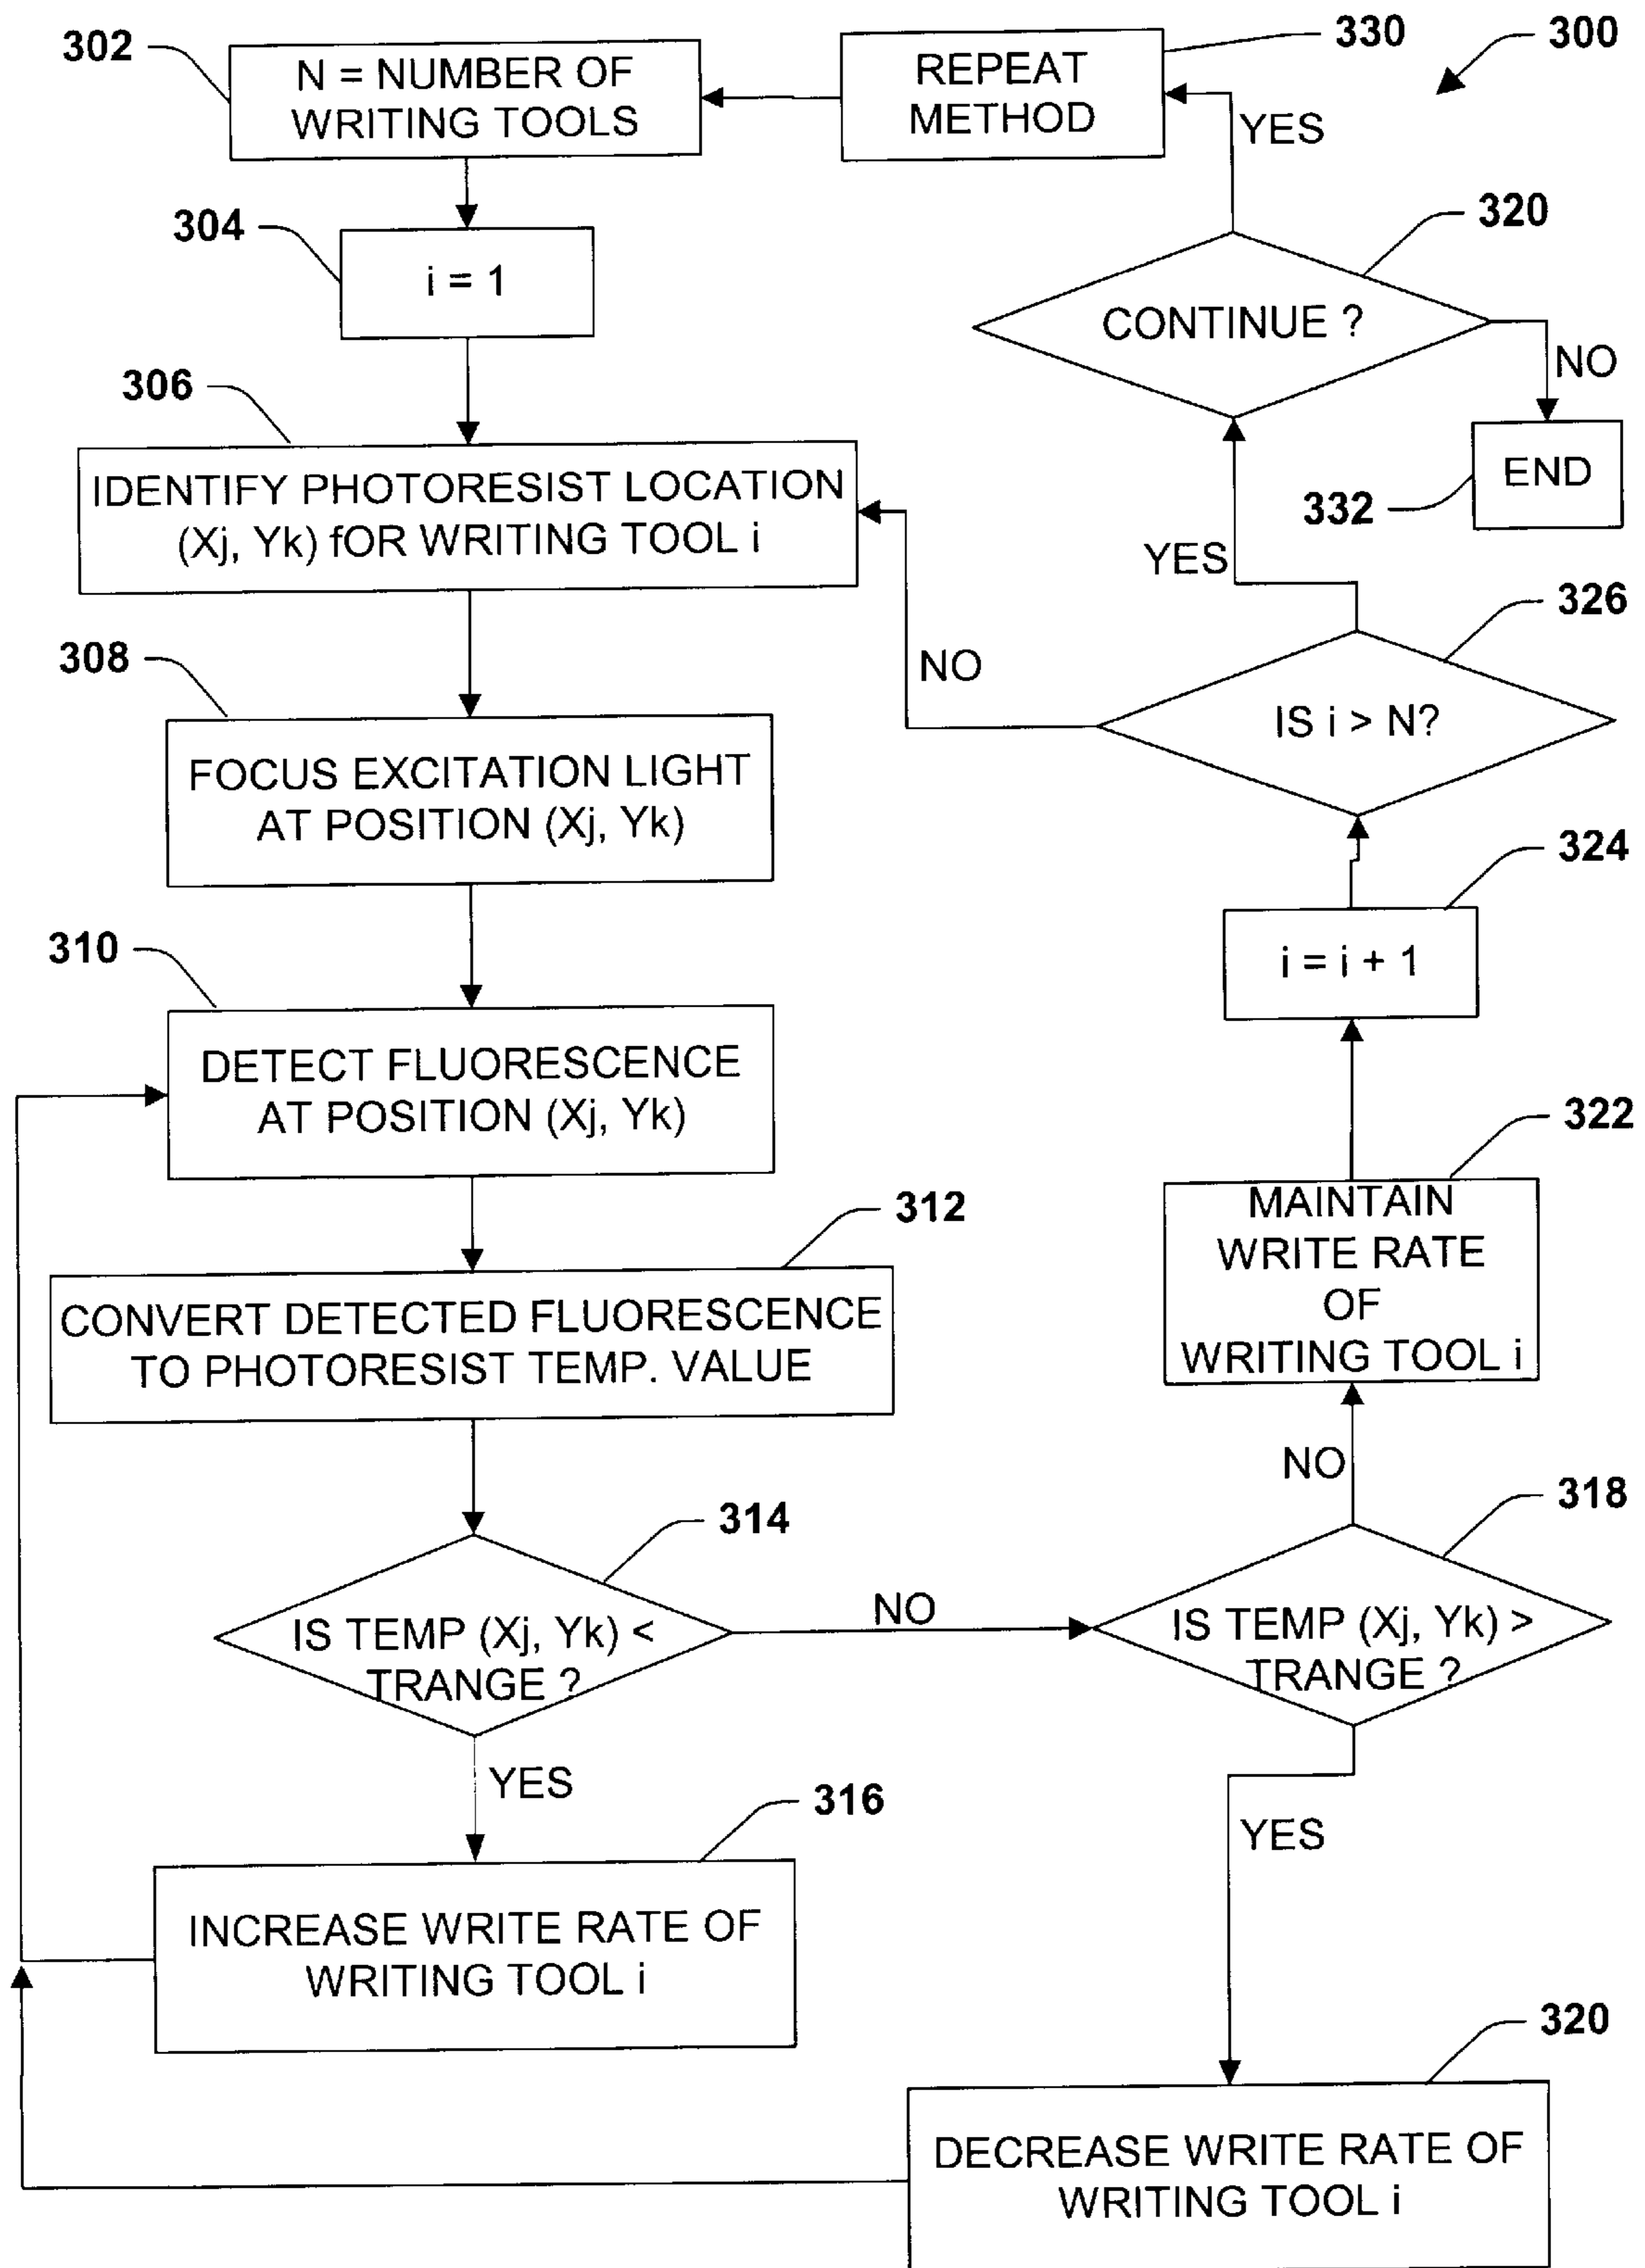 302
N = NUMBER OF
WRITING TOOLS
330
REPEAT
METHOD
300
YES
304
i = 1
320
CONTINUE ?
NO
END
332
306
IDENTIFY PHOTORESIST LOCATION
(Xj, Yk) fOR WRITING TOOL i
YES
326
IS i > N?
NO
308
FOCUS EXCITATION LIGHT
AT POSITION (Xj, Yk)
324
i = i + 1
310
DETECT FLUORESCENCE
AT POSITION (Xj, Yk)
322
MAINTAIN
WRITE RATE
OF
WRITING TOOL i
312
CONVERT DETECTED FLUORESCENCE
TO PHOTORESIST TEMP. VALUE
NO
314
IS TEMP (Xj, Yk) <
TRANGE ?
NO
318
IS TEMP (Xj, Yk) >
TRANGE ?
YES
316
INCREASE WRITE RATE OF
WRITING TOOL i
YES
320
DECREASE WRITE RATE OF
WRITING TOOL i